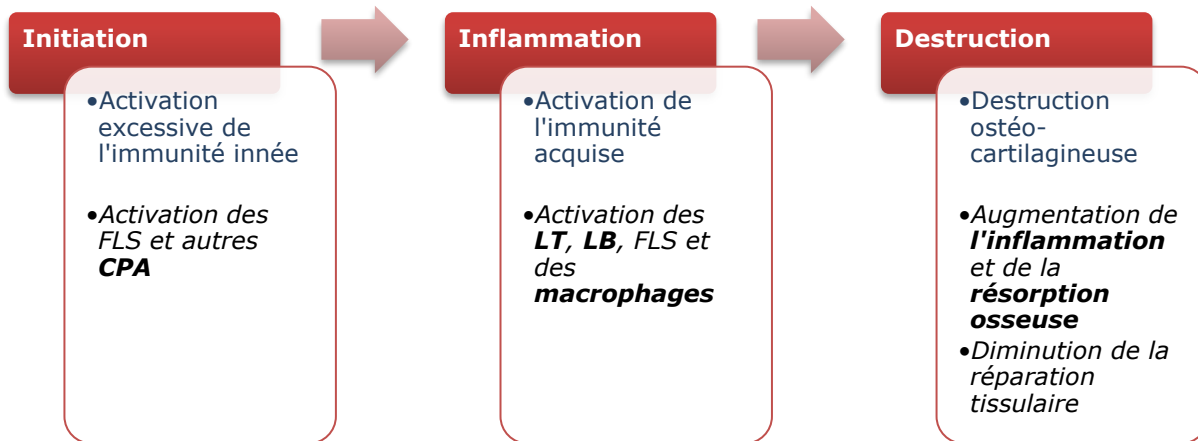 Initiation
•Activation
excessive de
l'immunité innée
•Activation des
FLS et autres
CPA
Inflammation
•Activation de
l'immunité
acquise
•Activation des
LT, LB, FLS et
des
macrophages
Destruction
•Destruction
ostéo-
cartilagineuse
•Augmentation de
l'inflammation
et de la
résorption
osseuse
•Diminution de la
réparation
tissulaire